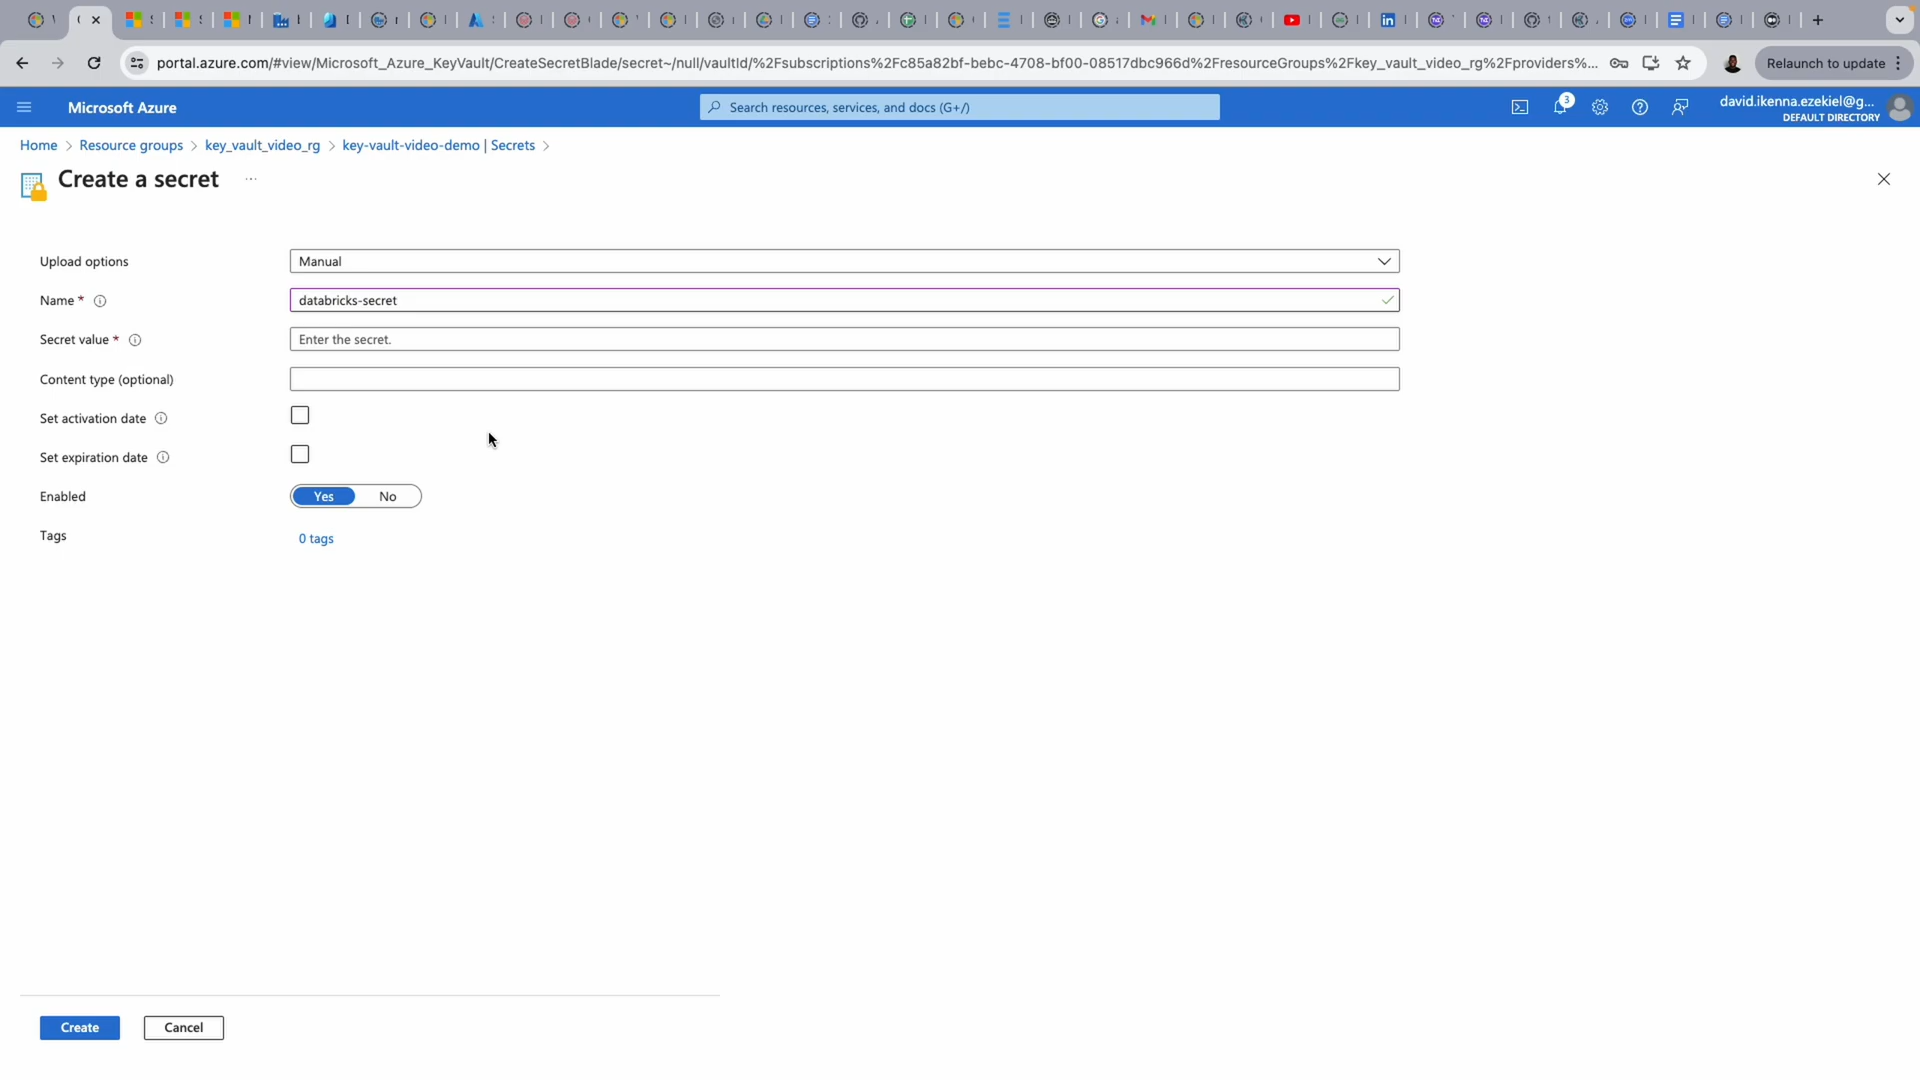 portal.azure.com/#view/Microsoft_Azure_KeyVault/CreateSecretBlade/secret~/null/vaultId/%2Fsubscriptions%2Fc85a82bf-bebc-4708-bf00-08517dbc966d%2FresourceGroups%2Fkey_vault_video_rg%2Fproviders%...
Relaunch to update
Microsoft Azure
Search resources, services, and docs (G+/)
3
david.ikenna.ezekiel@g...
DEFAULT DIRECTORY
Home > Resource groups > key_vault_video_rg > key-vault-video-demo | Secrets >
Create a secret ...
Upload options
Manual
Name *
databricks-secret
Secret value *
Enter the secret.
Content type (optional)
Set activation date
Set expiration date
Enabled
Yes No
Tags
0 tags
Create
Cancel